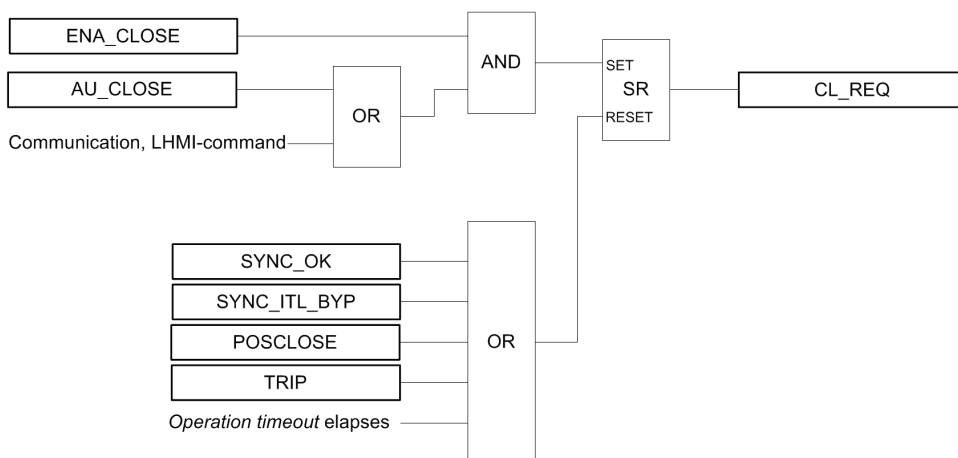 ENA_CLOSE
AND
SET
SR
RESET
CL_REQ
AU_CLOSE
OR
Communication, LHMI-command
SYNC_OK
SYNC_ITL_BYP
POSCLOSE
OR
TRIP
Operation timeout elapses